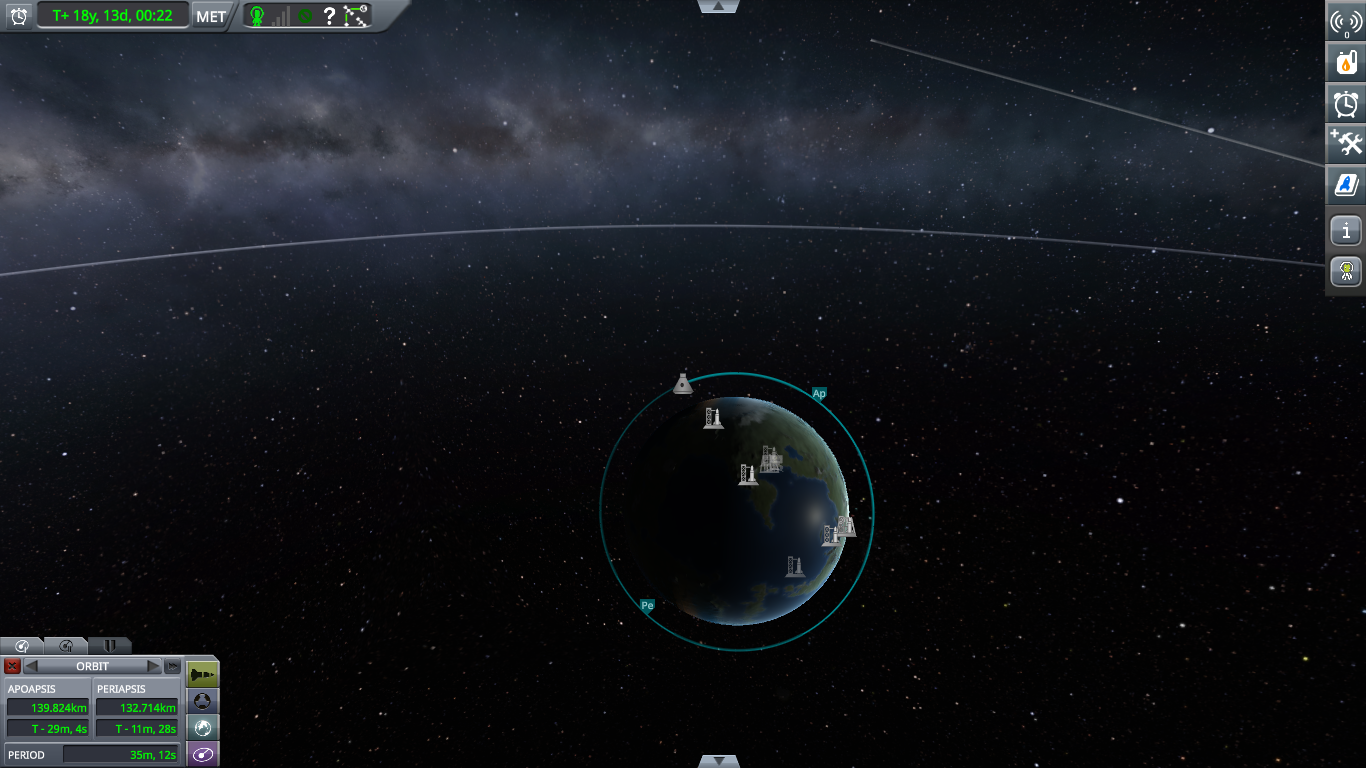 T+ 18y, 13d, 00:22 MET ?
0
i
Ap
Pe
ORBIT
APOAPSIS PERIAPSIS
139.824km 132.714km
T - 29m, 4s T - 11m, 28s
PERIOD 35m, 12s